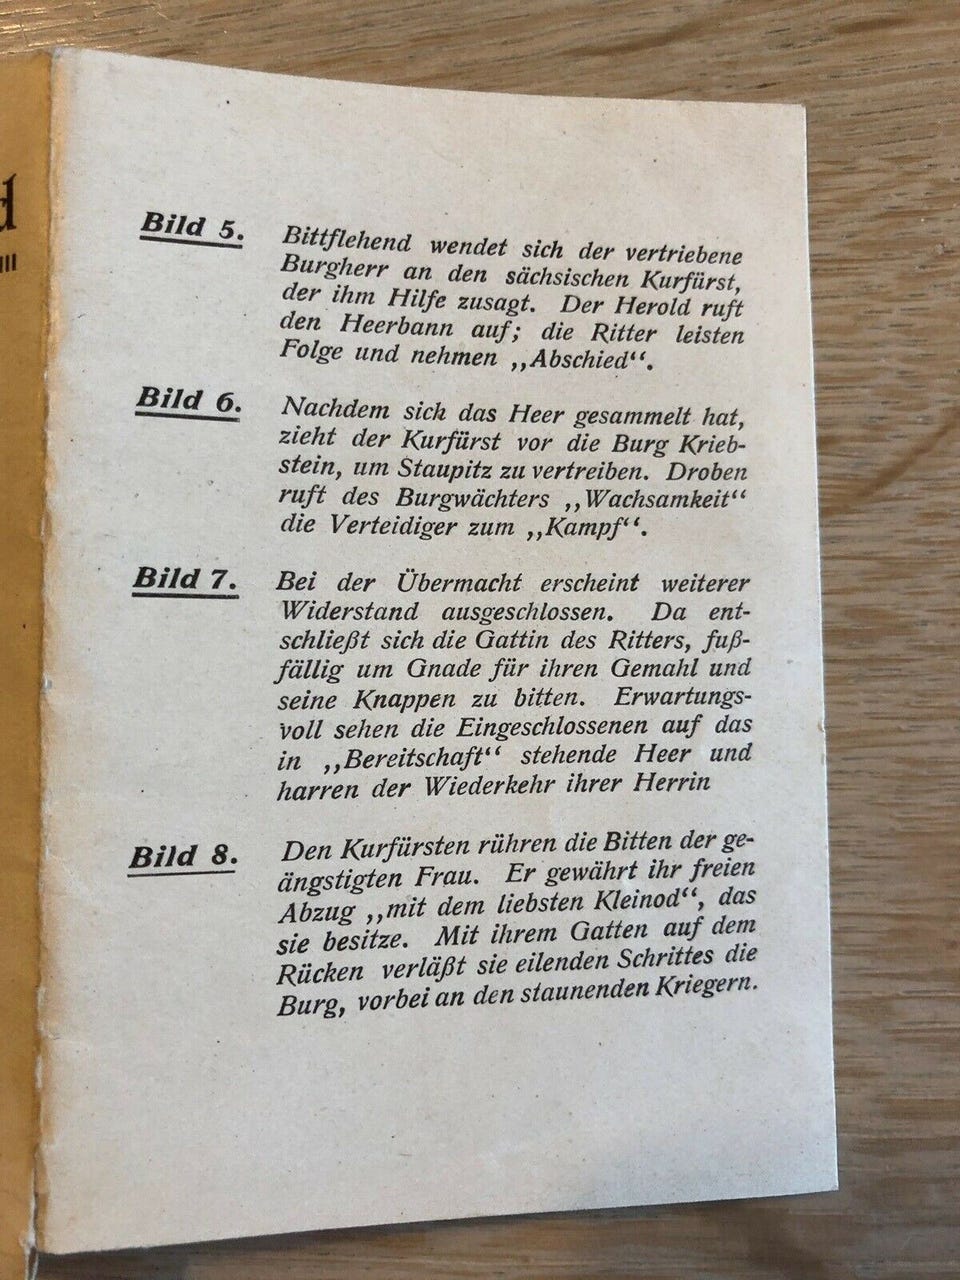 d
Bild 5. Bittflehend wendet sich der vertriebene
Burgherr an den sächsischen Kurfürst,
der ihm Hilfe zusagt. Der Herold ruft
den Heerbann auf; die Ritter leisten
Folge und nehmen ,,Abschied‘‘.
Bild 6. Nachdem sich das Heer gesammelt hat,
zieht der Kurfürst vor die Burg Krieb-
stein, um Staupitz zu vertreiben. Droben
ruft des Burgwächters ,,Wachsamkeit‘‘
die Verteidiger zum ,,Kampf‘‘.
Bild 7. Bei der Übermacht erscheint weiterer
Widerstand ausgeschlossen. Da ent-
schließt sich die Gattin des Ritters, fuß-
fällig um Gnade für ihren Gemahl und
seine Knappen zu bitten. Erwartungs-
voll sehen die Eingeschlossenen auf das
in ,,Bereitschaft‘‘ stehende Heer und
harren der Wiederkehr ihrer Herrin
Bild 8. Den Kurfürsten rühren die Bitten der ge-
ängstigten Frau. Er gewährt ihr freien
Abzug ,,mit dem liebsten Kleinod‘‘, das
sie besitze. Mit ihrem Gatten auf dem
Rücken verläßt sie eilenden Schrittes die
Burg, vorbei an den staunenden Kriegern.